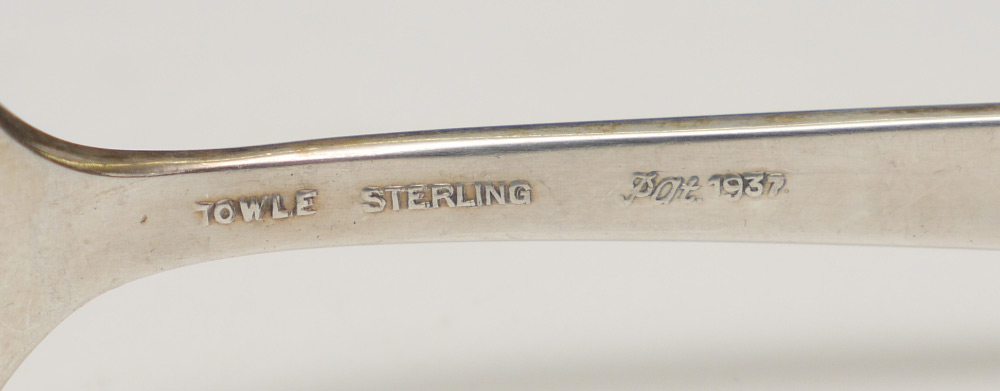 TOWLE STERLING Pat. 1937.